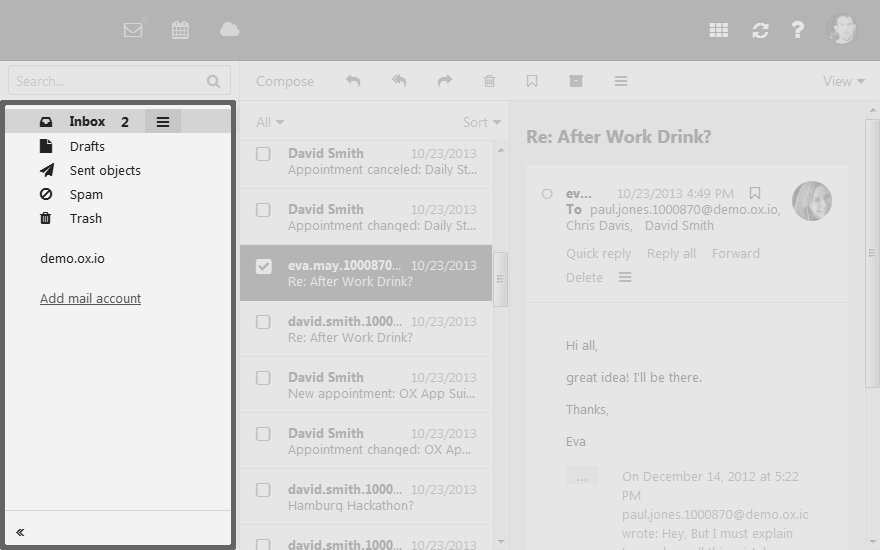 Search...
Compose
View
Inbox 2
Drafts
Sent objects
Spam
Trash
demo.ox.io
Add mail account
All Sort
David Smith 10/23/2013
Appointment canceled: Daily St...
David Smith 10/23/2013
Appointment changed: Daily St...
eva.may.1000870... 10/23/2013
Re: After Work Drink?
david.smith.1000... 10/23/2013
Re: After Work Drink?
David Smith 10/23/2013
New appointment: OX App Sui...
David Smith 10/23/2013
Appointment changed: OX Ap...
david.smith.1000... 10/23/2013
Hamburg Hackathon?
david.smith.1000... 10/23/2013
Re: After Work Drink?
ev... 10/23/2013 4:49 PM
To paul.jones.1000870@demo.ox.io,
Chris Davis, David Smith
Quick reply Reply all Forward
Delete
Hi all,
great idea! I'll be there.
Thanks,
Eva
...
On December 14, 2012 at 5:22
PM
paul.jones.1000870@demo.ox.ic
wrote: Hey, But I must explain